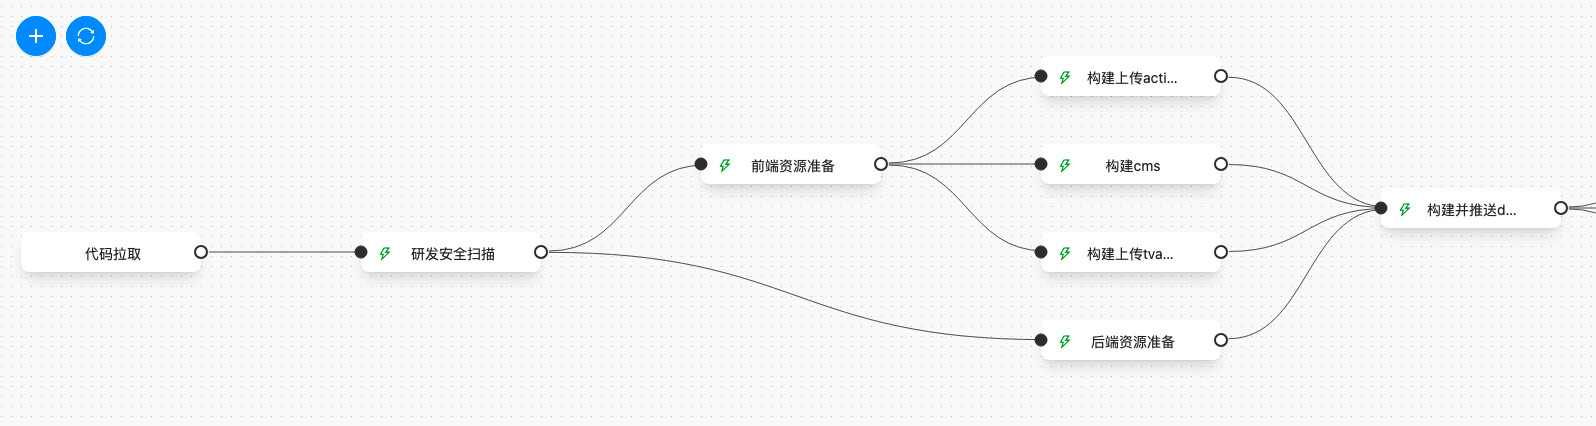 代码拉取
研发安全扫描
前端资源准备
构建上传acti...
构建cms
构建上传tva...
后端资源准备
构建并推送d...